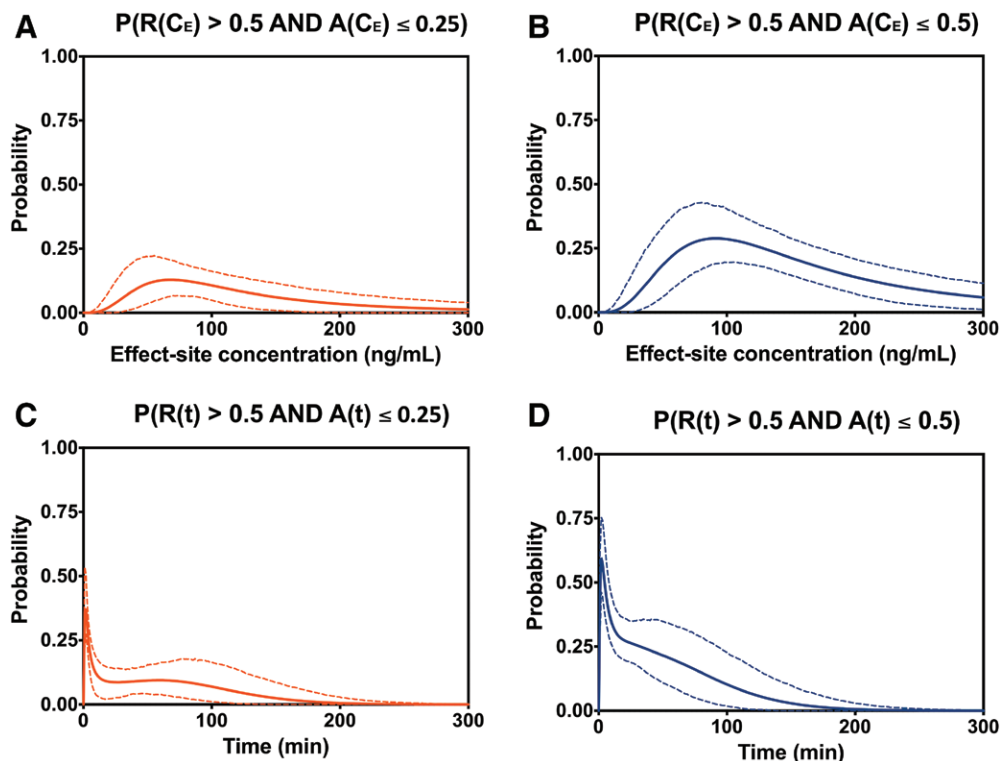 A
P(R(CE) > 0.5 AND A(CE) ≤ 0.25)
1.00
0.75
0.50
0.25
0.00
Probability
0 100 200 300
Effect-site concentration (ng/mL)
B
P(R(CE) > 0.5 AND A(CE) ≤ 0.5)
1.00
0.75
0.50
0.25
0.00
Probability
0 100 200 300
Effect-site concentration (ng/mL)
C
P(R(t) > 0.5 AND A(t) ≤ 0.25)
1.00
0.75
0.50
0.25
0.00
Probability
0 100 200 300
Time (min)
D
P(R(t) > 0.5 AND A(t) ≤ 0.5)
1.00
0.75
0.50
0.25
0.00
Probability
0 100 200 300
Time (min)